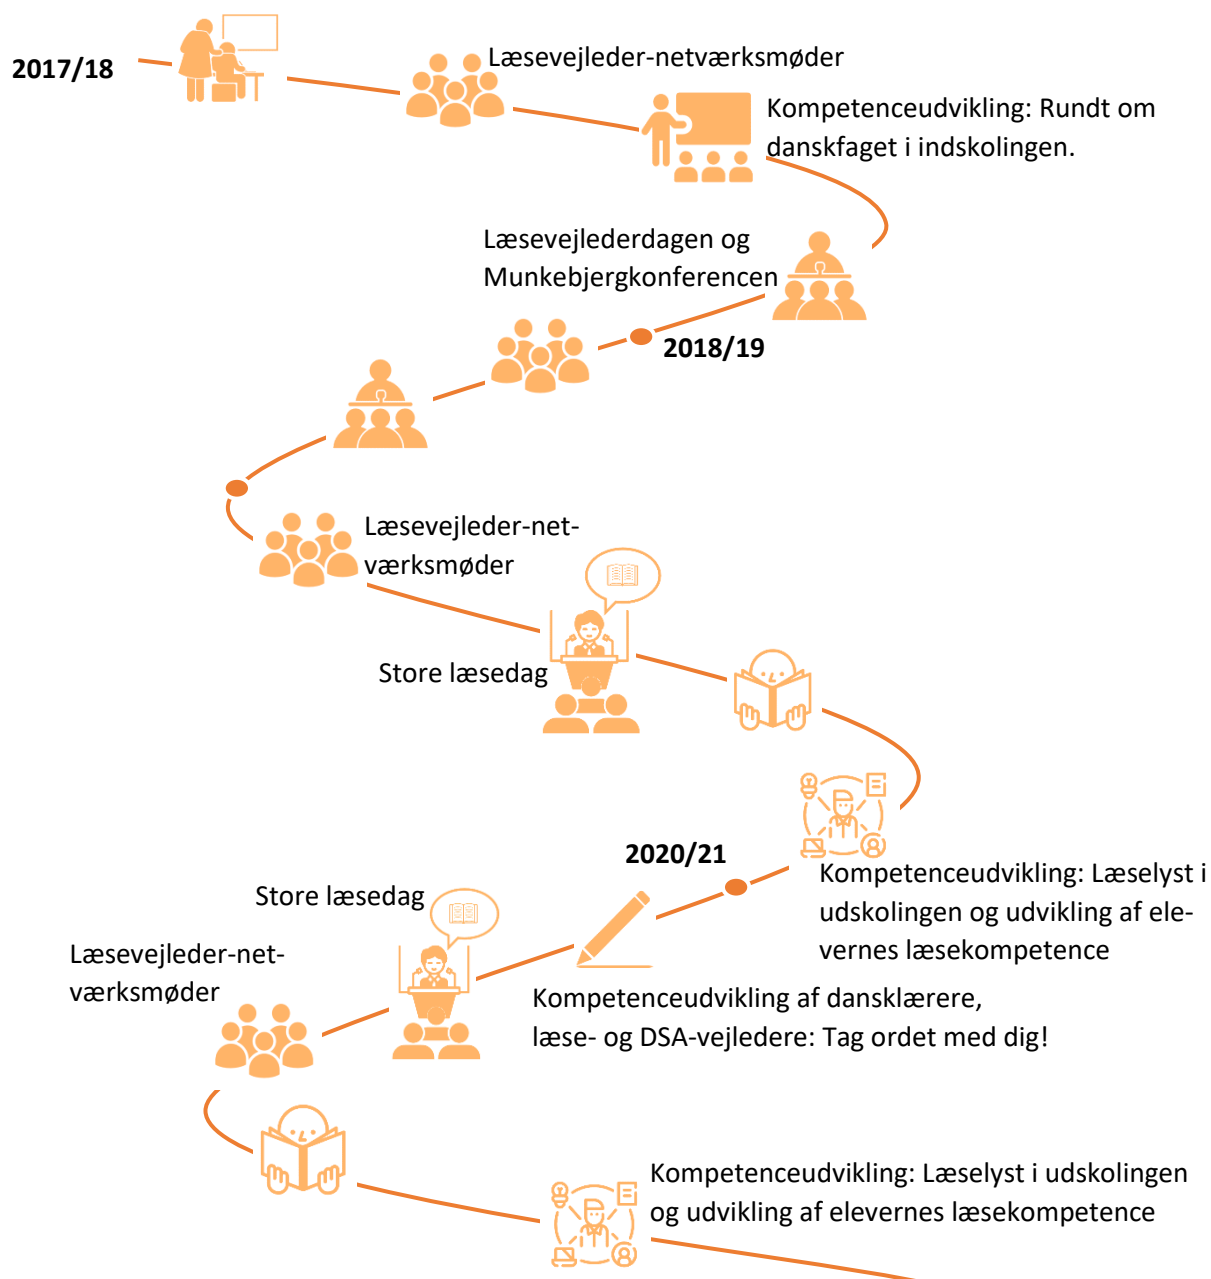 2017/18
Læsevejleder-netværksmøder
Kompetenceudvikling: Rundt om
danskfaget i indskolingen.
Læsevejlederdagen og
Munkebjergkonferencen
2018/19
Læsevejleder-net-
værksmøder
Store læsedag
2020/21
Kompetenceudvikling: Læselyst i
udskolingen og udvikling af ele-
vernes læsekompetence
Store læsedag
Læsevejleder-net-
værksmøder
Kompetenceudvikling af dansklærere,
læse- og DSA-vejledere: Tag ordet med dig!
Kompetenceudvikling: Læselyst i udskolingen
og udvikling af elevernes læsekompetence